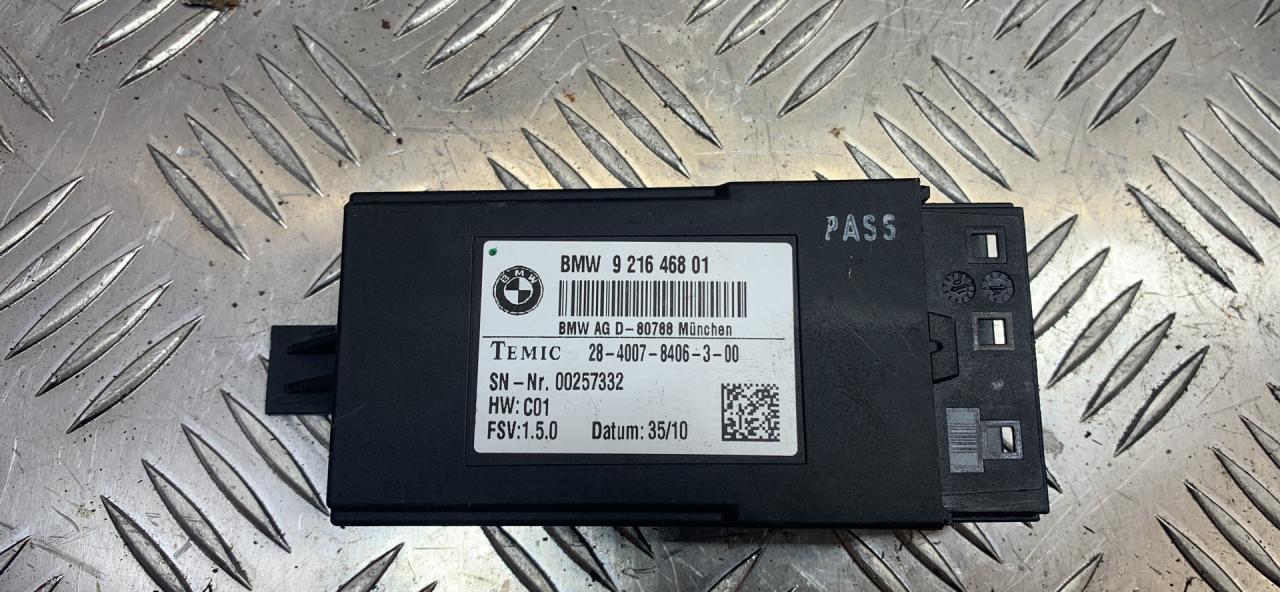 PASS
BMW 9 216 468 01
BMW
BMW AG D-80788 München
TEMIC 28-4007-8406-3-00
SN-Nr. 00257332
HW: C01
FSV:1.5.0 Datum: 35/10